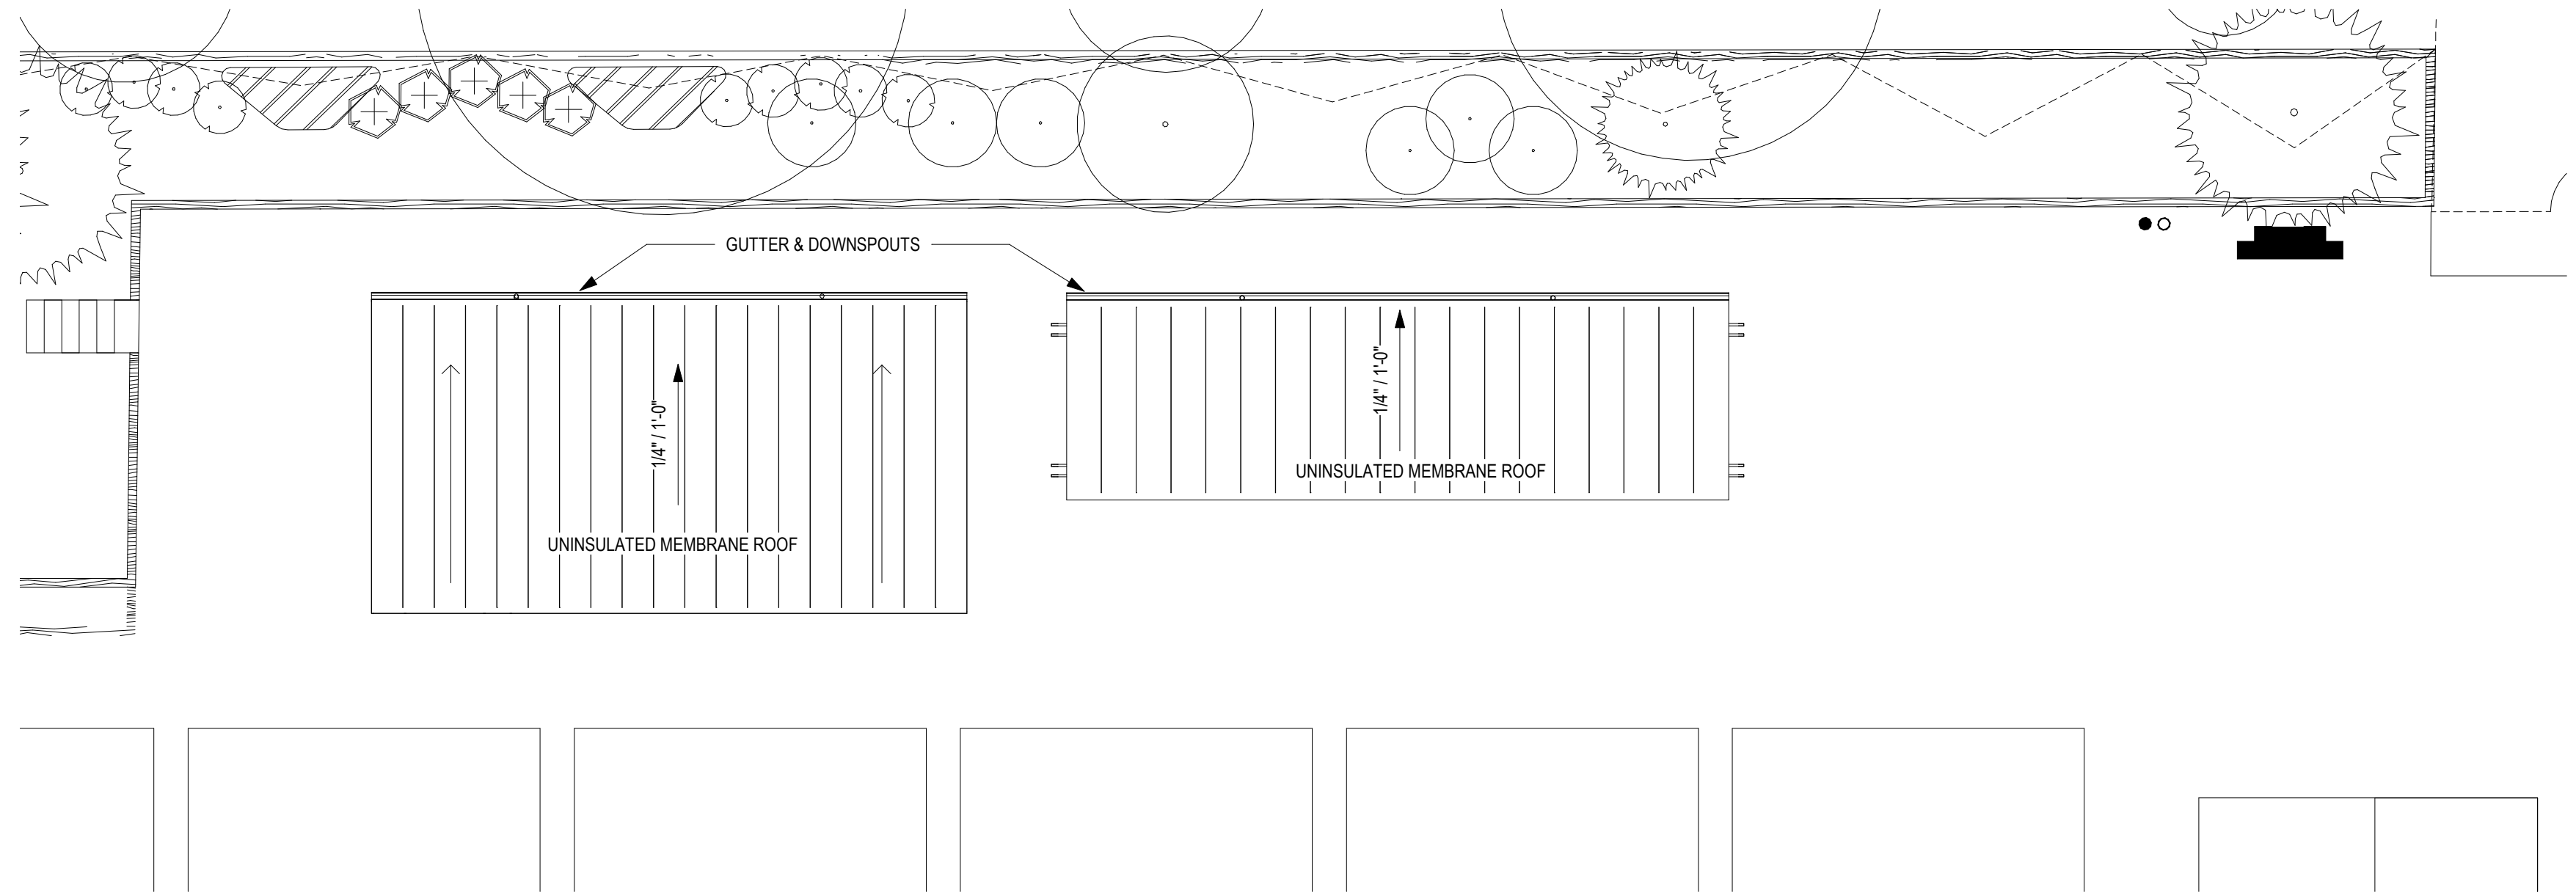 GUTTER & DOWNSPOUTS
1/4" / 1'-0"
1/4" / 1'-0"
UNINSULATED MEMBRANE ROOF
UNINSULATED MEMBRANE ROOF